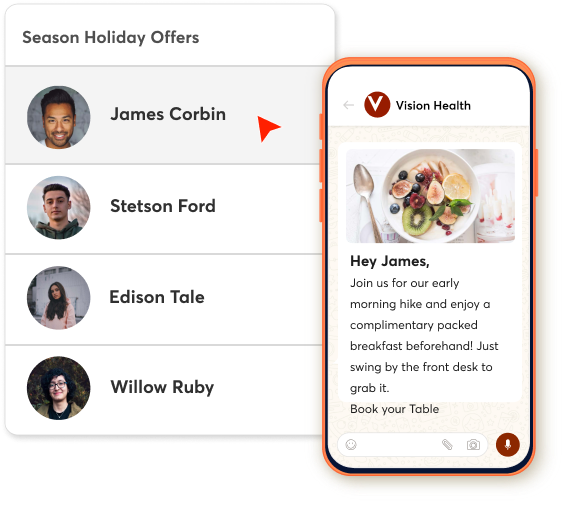 Season Holiday Offers
James Corbin
Stetson Ford
Edison Tale
Willow Ruby
V Vision Health
Hey James,
Join us for our early
morning hike and enjoy a
complimentary packed
breakfast beforehand! Just
swing by the front desk to
grab it.
Book your Table